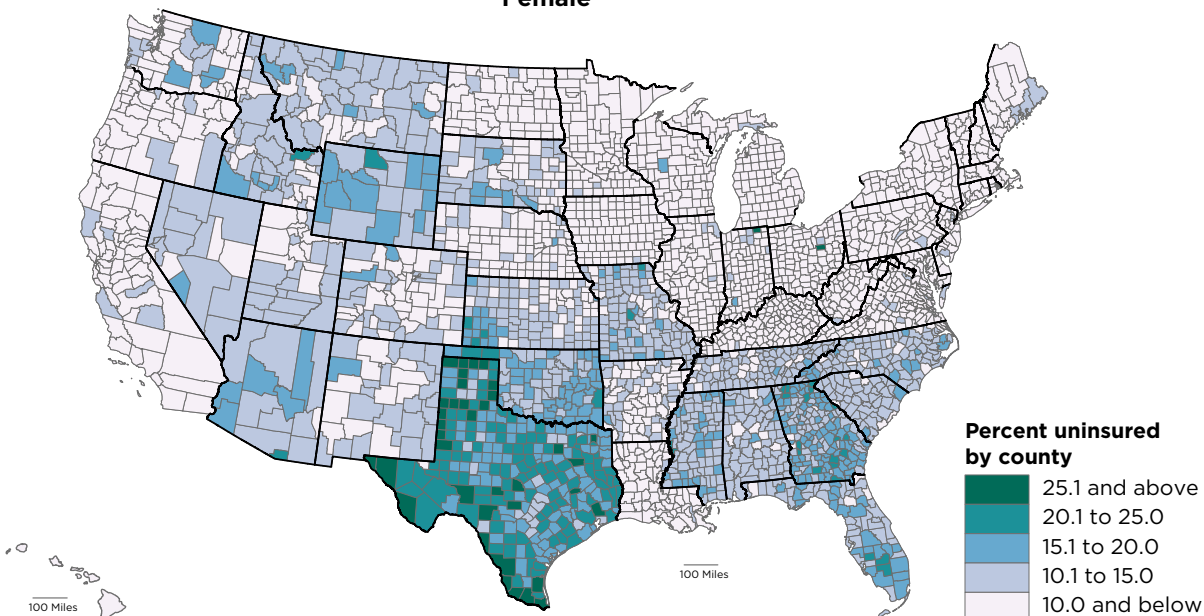 Female
Percent uninsured
by county
25.1 and above
20.1 to 25.0
15.1 to 20.0
10.1 to 15.0
10.0 and below
100 Miles
100 Miles